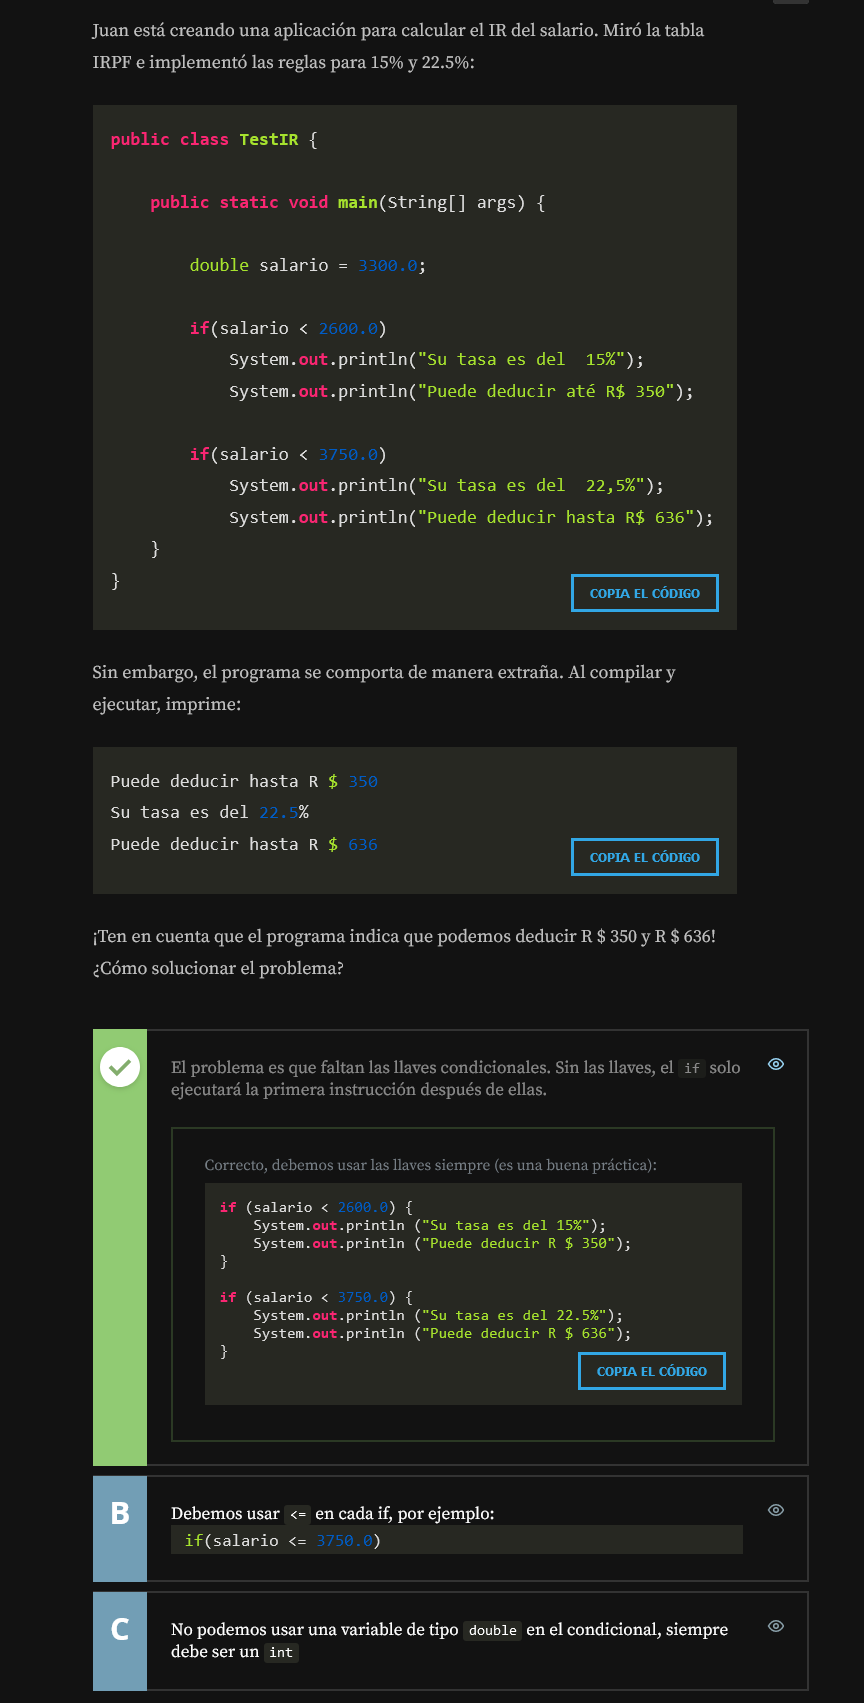 Juan está creando una aplicación para calcular el IR del salario. Miró la tabla
IRPF e implementó las reglas para 15% y 22.5%:
public class TestIR {
public static void main(String[] args) {
double salario = 3300.0;
if(salario < 2600.0)
System.out.println("Su tasa es del  15%");
System.out.println("Puede deducir até R$ 350");
if(salario < 3750.0)
System.out.println("Su tasa es del  22,5%");
System.out.println("Puede deducir hasta R$ 636");
}
}
COPIA EL CÓDIGO
Sin embargo, el programa se comporta de manera extraña. Al compilar y
ejecutar, imprime:
Puede deducir hasta R $ 350
Su tasa es del 22.5%
Puede deducir hasta R $ 636
COPIA EL CÓDIGO
¡Ten en cuenta que el programa indica que podemos deducir R $ 350 y R $ 636!
¿Cómo solucionar el problema?
El problema es que faltan las llaves condicionales. Sin las llaves, el if solo
ejecutará la primera instrucción después de ellas.
Correcto, debemos usar las llaves siempre (es una buena práctica):
if (salario < 2600.0) {
System.out.println ("Su tasa es del 15%");
System.out.println ("Puede deducir R $ 350");
}
if (salario < 3750.0) {
System.out.println ("Su tasa es del 22.5%");
System.out.println ("Puede deducir R $ 636");
}
COPIA EL CÓDIGO
B
Debemos usar <= en cada if, por ejemplo:
if(salario <= 3750.0)
C
No podemos usar una variable de tipo double en el condicional, siempre
debe ser un int